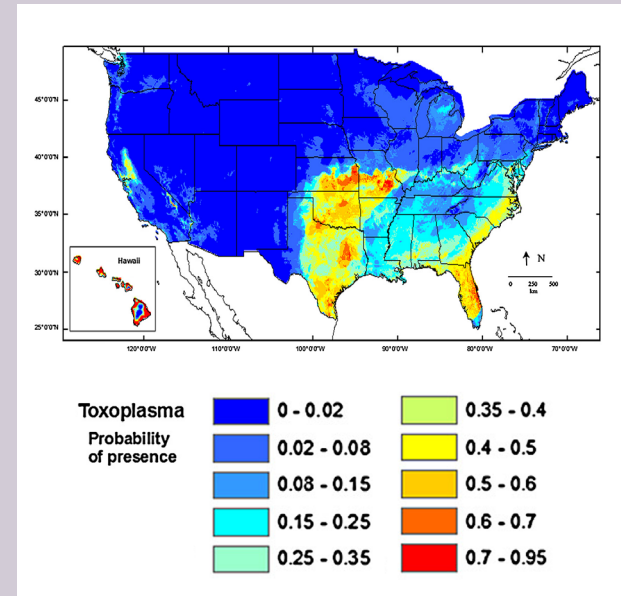 45°0'0"N
40°0'0"N
35°0'0"N
30°0'0"N
25°0'0"N
Hawaii
N
0 250 500
km
120°0'0"W 110°0'0"W 100°0'0"W 90°0'0"W 80°0'0"W 70°0'0"W
Toxoplasma
Probability
of presence
0 - 0.02
0.02 - 0.08
0.08 - 0.15
0.15 - 0.25
0.25 - 0.35
0.35 - 0.4
0.4 - 0.5
0.5 - 0.6
0.6 - 0.7
0.7 - 0.95